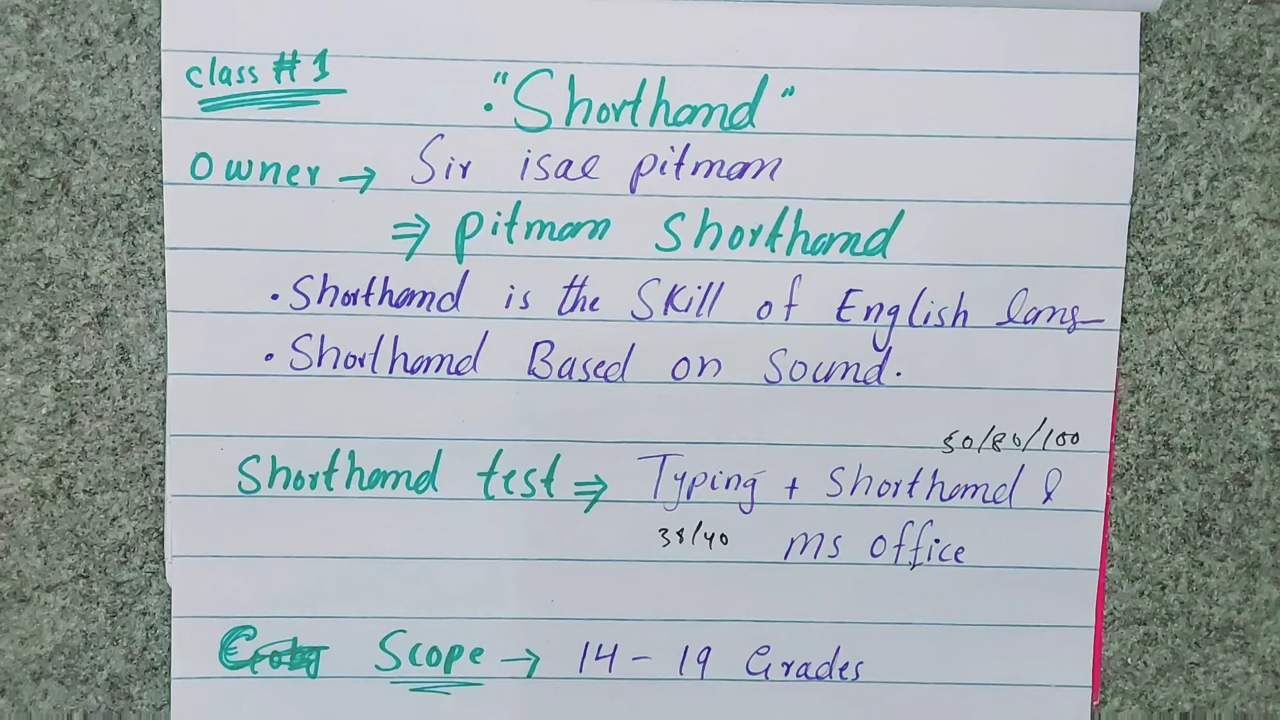 class # 1
"Shorthand"
Owner → Sir isac pitman
⇒ pitman Shorthand
• Shorthand is the Skill of English lang
• Shorthand Based on Sound.
50/80/100
Shorthand test ⇒ Typing + Shorthand &
38/40 ms office
Scope → 14 - 19 Grades